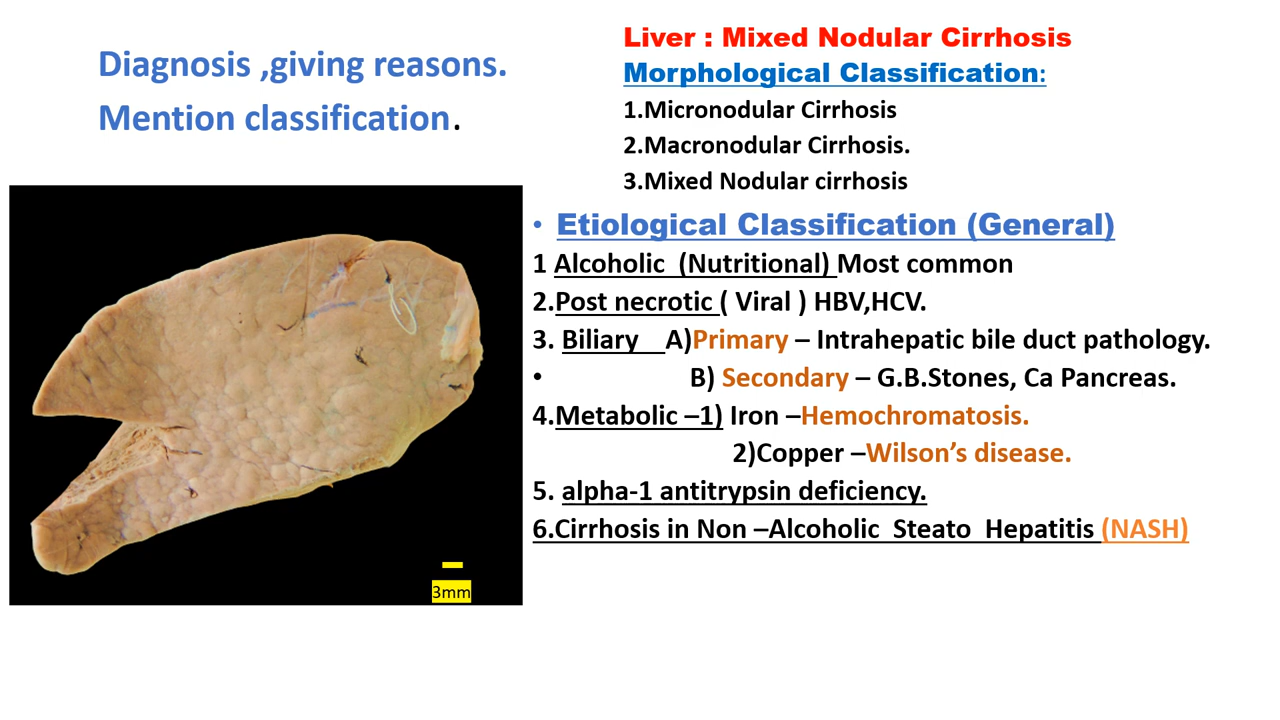 Diagnosis ,giving reasons.
Mention classification.
Liver : Mixed Nodular Cirrhosis
Morphological Classification:
1.Micronodular Cirrhosis
2.Macronodular Cirrhosis.
3.Mixed Nodular cirrhosis
• Etiological Classification (General)
1 Alcoholic (Nutritional) Most common
2.Post necrotic ( Viral ) HBV,HCV.
3. Biliary A)Primary – Intrahepatic bile duct pathology.
• B) Secondary – G.B.Stones, Ca Pancreas.
4.Metabolic –1) Iron –Hemochromatosis.
2)Copper –Wilson’s disease.
5. alpha-1 antitrypsin deficiency.
6.Cirrhosis in Non –Alcoholic Steato Hepatitis (NASH)
3mm